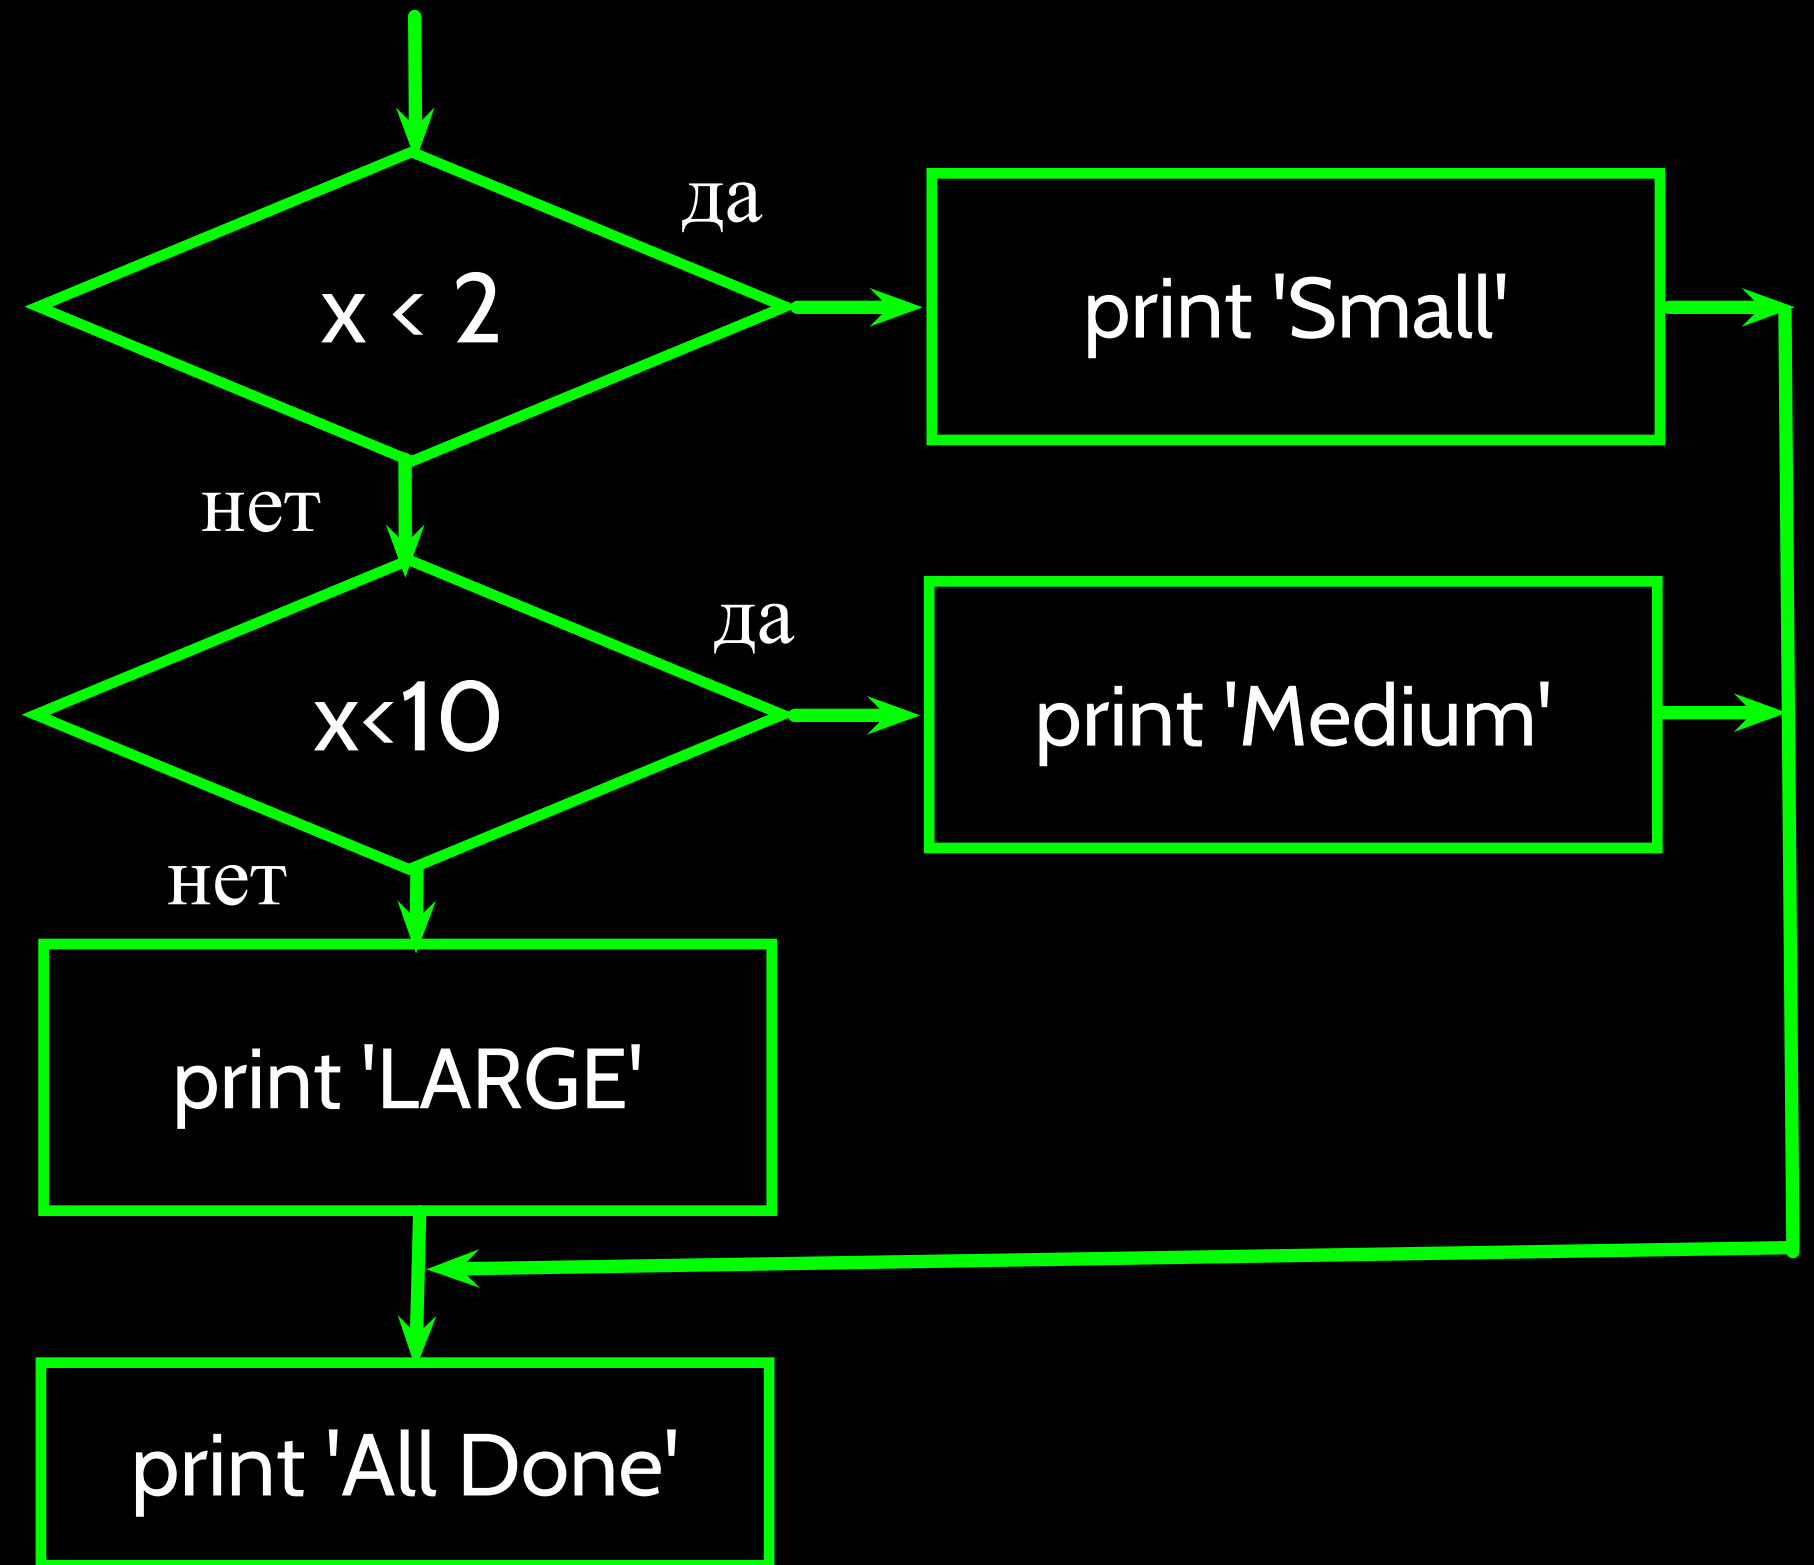 да
x < 2
print 'Small'
нет
да
x<10
print 'Medium'
нет
print 'LARGE'
print 'All Done'